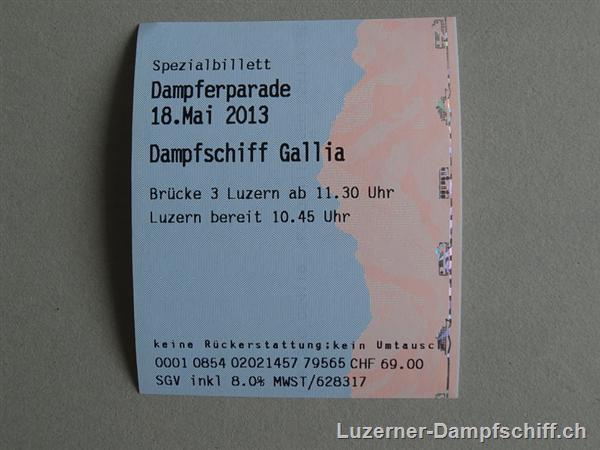 Spezialbillett
Dampferparade
18.Mai 2013
Dampfschiff Gallia
Brücke 3 Luzern ab 11.30 Uhr
Luzern bereit 10.45 Uhr
keine Rückerstattung:kein Umtausch
0001 0854 02021457 79565 CHF 69.00
SGV inkl 8.0% MWST/628317
Luzerner-Dampfschiff.ch